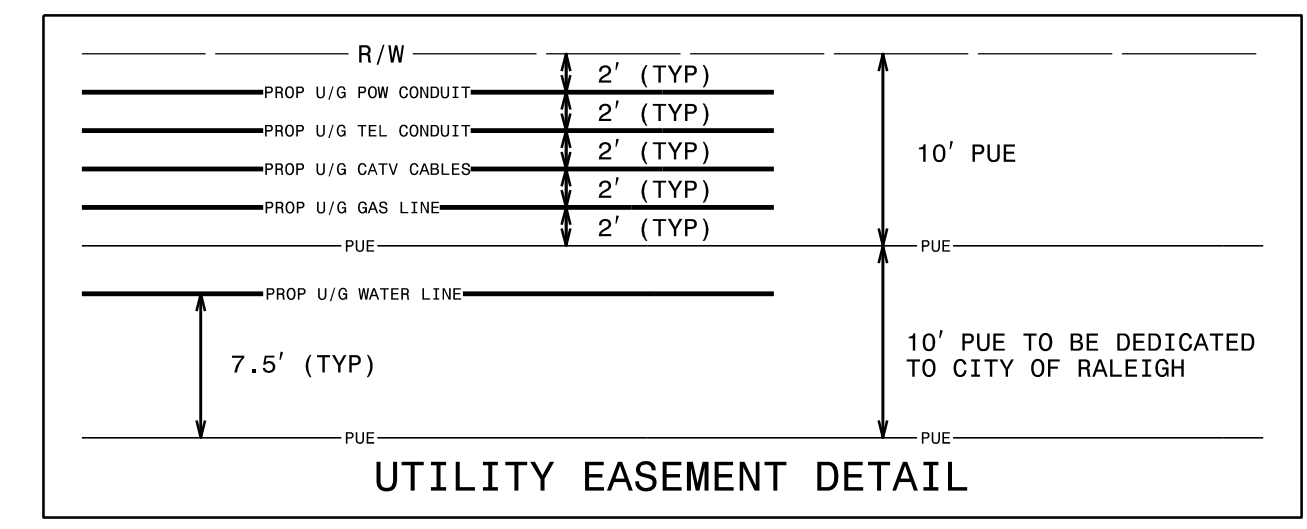 R/W
2' (TYP)
PROP U/G POW CONDUIT
2' (TYP)
PROP U/G TEL CONDUIT
2' (TYP)
10' PUE
PROP U/G CATV CABLES
2' (TYP)
PROP U/G GAS LINE
2' (TYP)
PUE
PUE
PROP U/G WATER LINE
7.5' (TYP)
10' PUE TO BE DEDICATED
TO CITY OF RALEIGH
PUE
PUE
UTILITY EASEMENT DETAIL